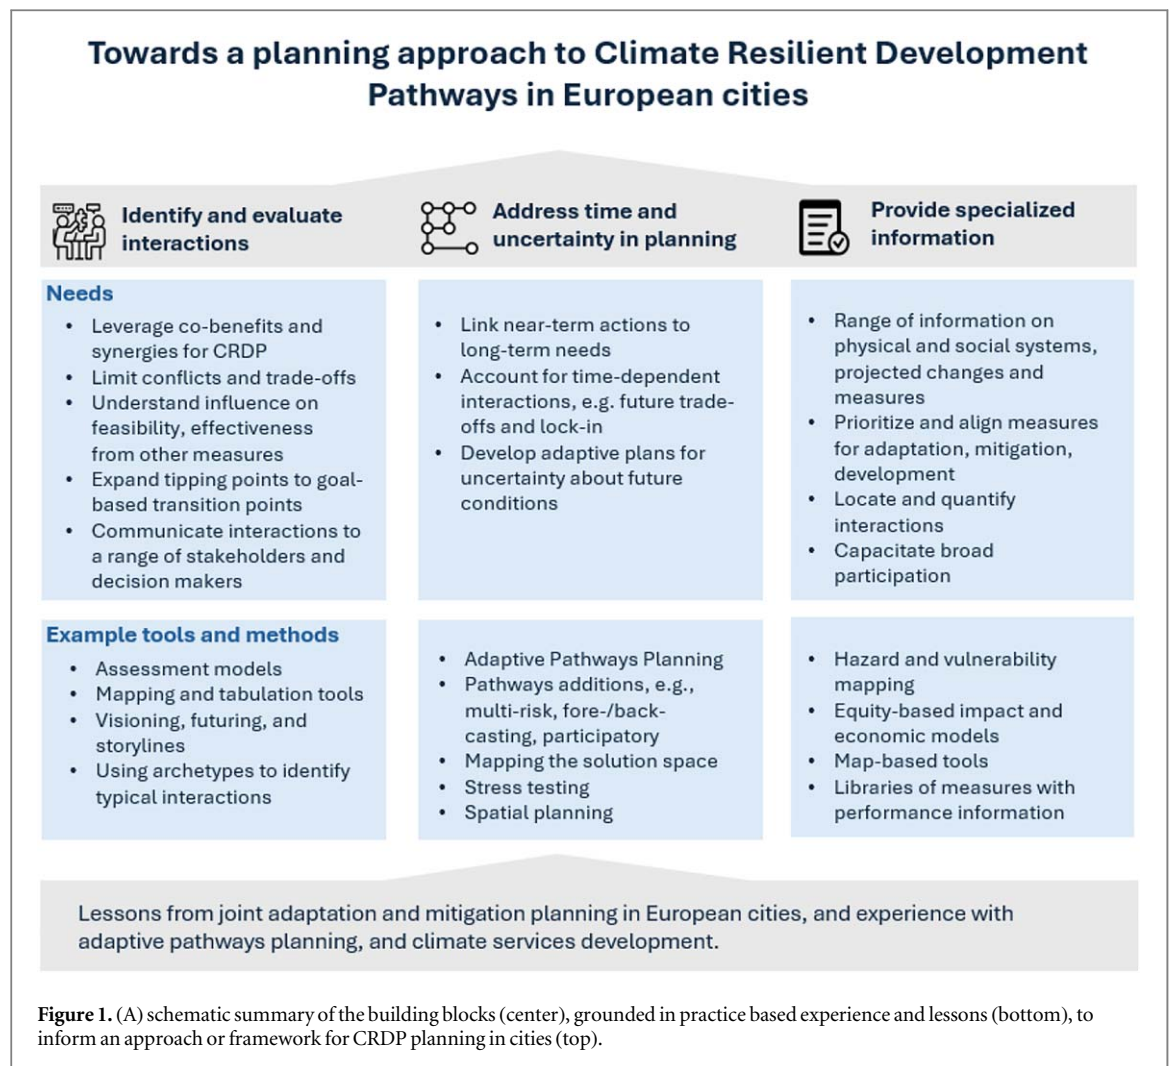 Towards a planning approach to Climate Resilient Development
Pathways in European cities
Identify and evaluate
interactions
Address time and
uncertainty in planning
Provide specialized
information
Needs
• Leverage co-benefits and
synergies for CRDP
• Limit conflicts and trade-offs
• Understand influence on
feasibility, effectiveness
from other measures
• Expand tipping points to goal-
based transition points
• Communicate interactions to
a range of stakeholders and
decision makers
• Link near-term actions to
long-term needs
• Account for time-dependent
interactions, e.g. future trade-
offs and lock-in
• Develop adaptive plans for
uncertainty about future
conditions
• Range of information on
physical and social systems,
projected changes and
measures
• Prioritize and align measures
for adaptation, mitigation,
development
• Locate and quantify
interactions
• Capacitate broad
participation
Example tools and methods
• Assessment models
• Mapping and tabulation tools
• Visioning, futuring, and
storylines
• Using archetypes to identify
typical interactions
• Adaptive Pathways Planning
• Pathways additions, e.g.,
multi-risk, fore-/back-
casting, participatory
• Mapping the solution space
• Stress testing
• Spatial planning
• Hazard and vulnerability
mapping
• Equity-based impact and
economic models
• Map-based tools
• Libraries of measures with
performance information
Lessons from joint adaptation and mitigation planning in European cities, and experience with
adaptive pathways planning, and climate services development.
Figure 1. (A) schematic summary of the building blocks (center), grounded in practice based experience and lessons (bottom), to
inform an approach or framework for CRDP planning in cities (top).